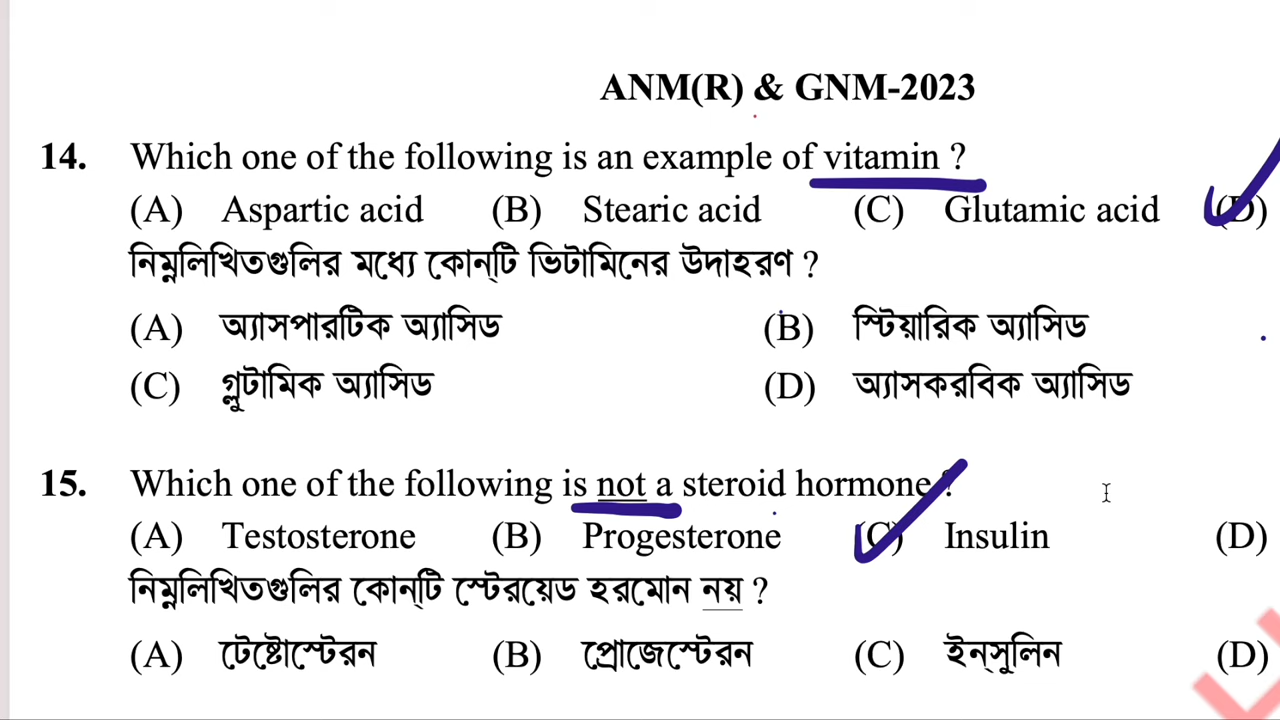 ANM(R) & GNM-2023
14. Which one of the following is an example of vitamin ?
(A) Aspartic acid (B) Stearic acid (C) Glutamic acid (D)
নিম্নলিখিতগুলির মধ্যে কোন্‌টি ভিটামিনের উদাহরণ ?
(A) অ্যাসপারটিক অ্যাসিড (B) স্টিয়ারিক অ্যাসিড
(C) গ্লুটামিক অ্যাসিড (D) অ্যাসকরবিক অ্যাসিড
15. Which one of the following is not a steroid hormone ?
(A) Testosterone (B) Progesterone (C) Insulin (D)
নিম্নলিখিতগুলির কোন্‌টি স্টেরয়েড হরমোন নয় ?
(A) টেষ্টোস্টেরন (B) প্রোজেস্টেরন (C) ইন্‌সুলিন (D)